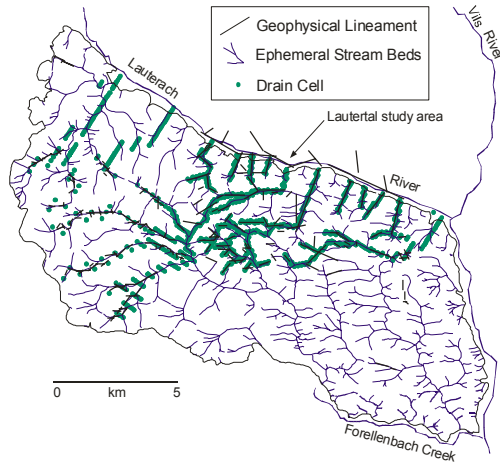 Geophysical Lineament
Ephemeral Stream Beds
Drain Cell
Vils River
Lauterach
Lautertal study area
River
0 km 5
Forellenbach Creek